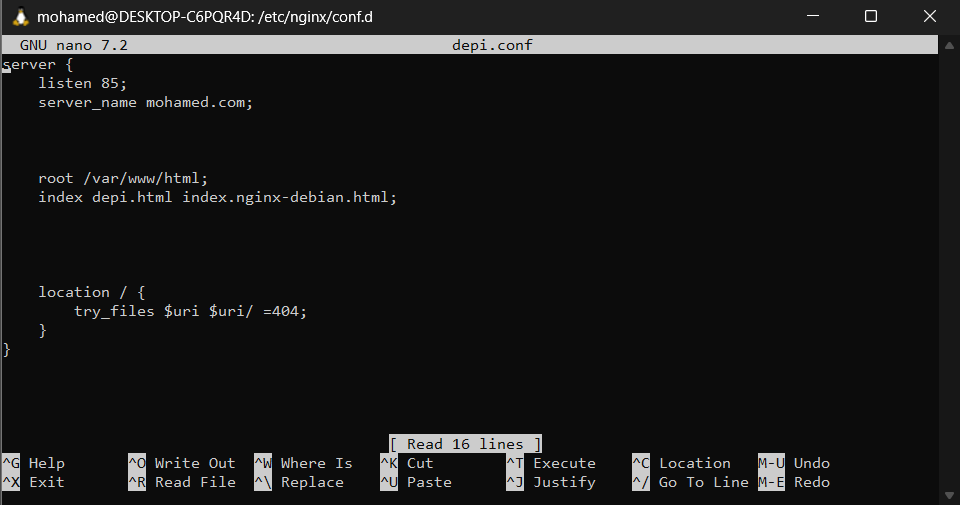 mohamed@DESKTOP-C6PQR4D: /etc/nginx/conf.d
GNU nano 7.2 depi.conf
server {
    listen 85;
    server_name mohamed.com;
    root /var/www/html;
    index depi.html index.nginx-debian.html;
    location / {
        try_files $uri $uri/ =404;
    }
}
[ Read 16 lines ]
^G Help ^O Write Out ^W Where Is ^K Cut ^T Execute ^C Location M-U Undo
^X Exit ^R Read File ^\ Replace ^U Paste ^J Justify ^/ Go To Line M-E Redo